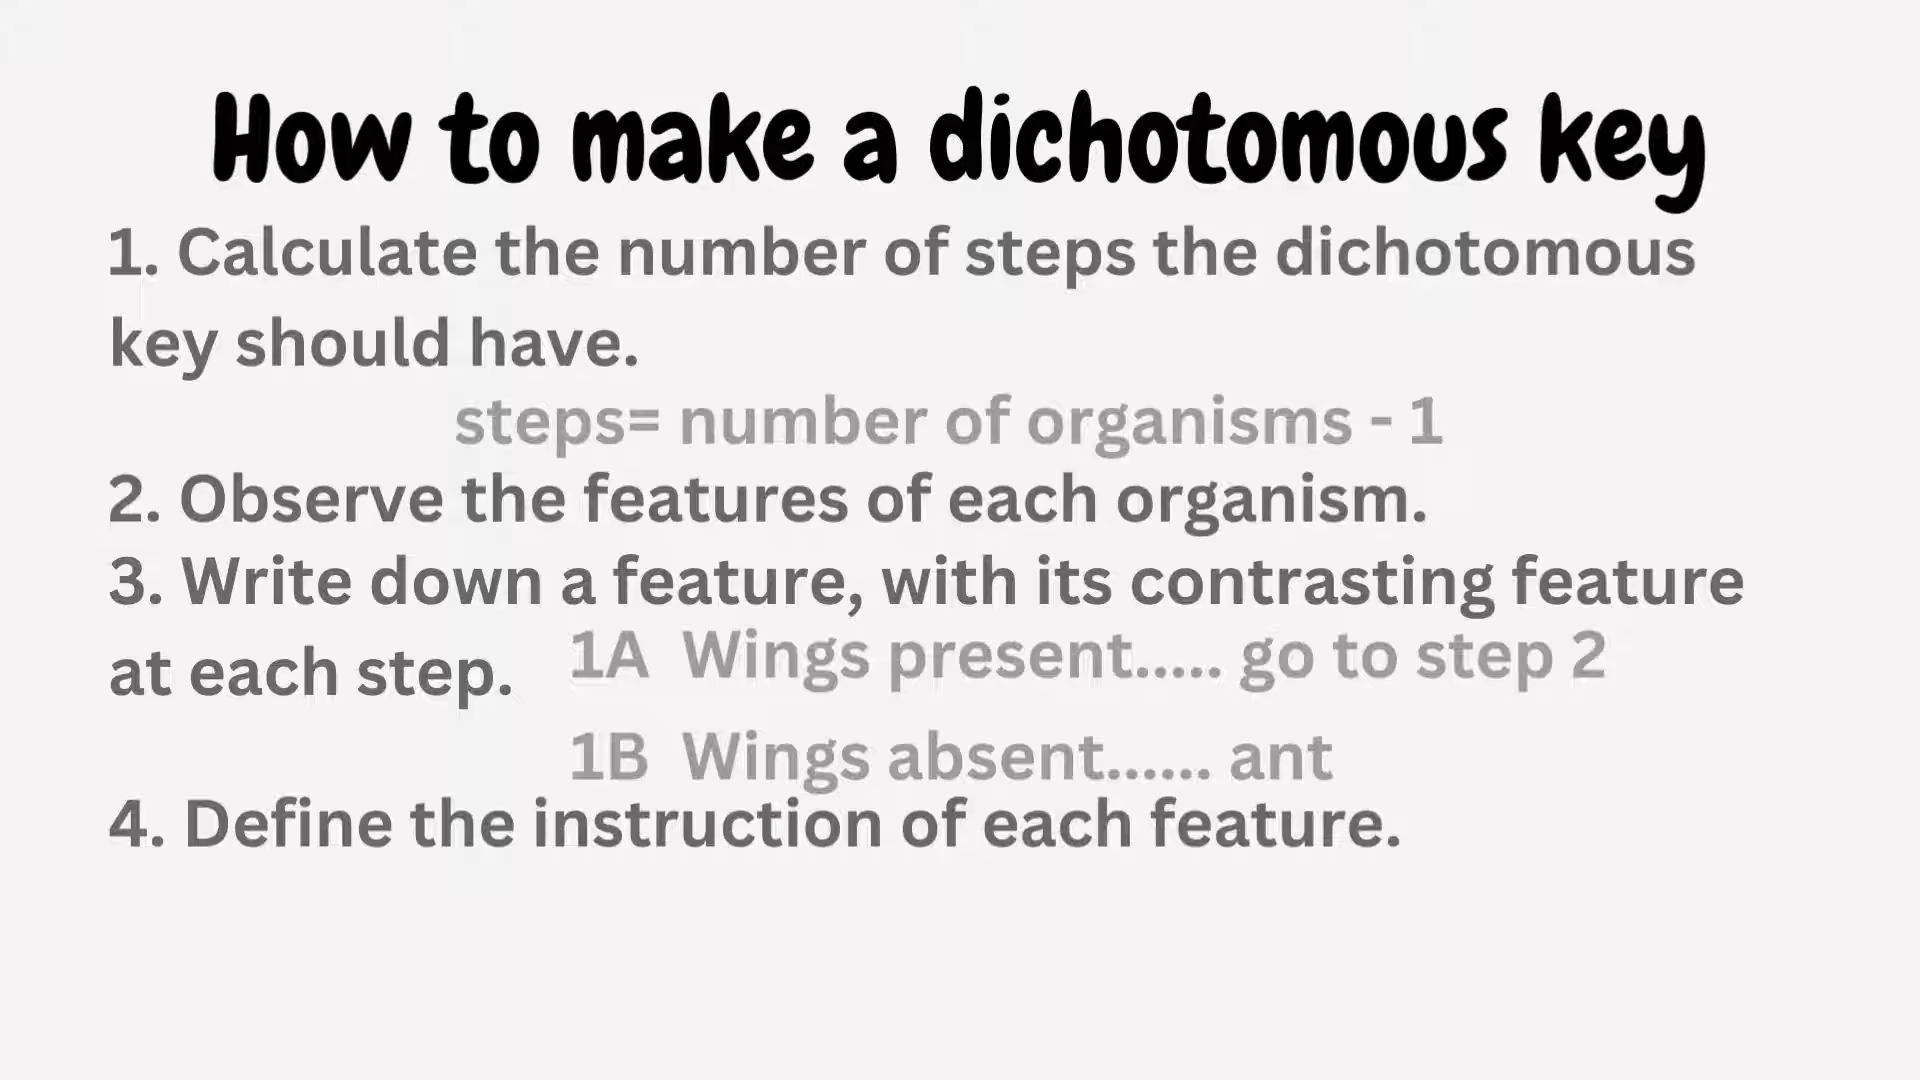 How to make a dichotomous key
1. Calculate the number of steps the dichotomous
key should have.
steps= number of organisms - 1
2. Observe the features of each organism.
3. Write down a feature, with its contrasting feature
at each step.
1A Wings present..... go to step 2
1B Wings absent...... ant
4. Define the instruction of each feature.